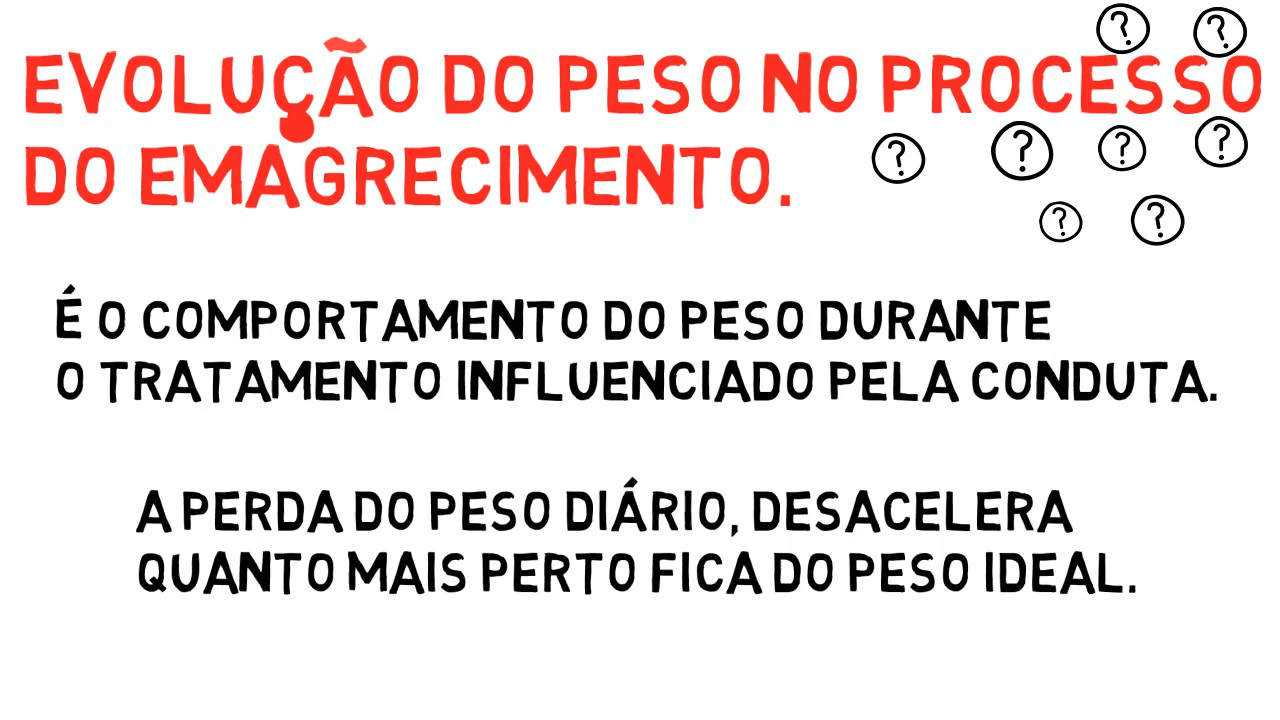 EVOLUÇÃO DO PESO NO PROCESSO
DO EMAGRECIMENTO.
? ? ? ? ? ? ? ?
É O COMPORTAMENTO DO PESO DURANTE
O TRATAMENTO INFLUENCIADO PELA CONDUTA.
A PERDA DO PESO DIÁRIO, DESACELERA
QUANTO MAIS PERTO FICA DO PESO IDEAL.